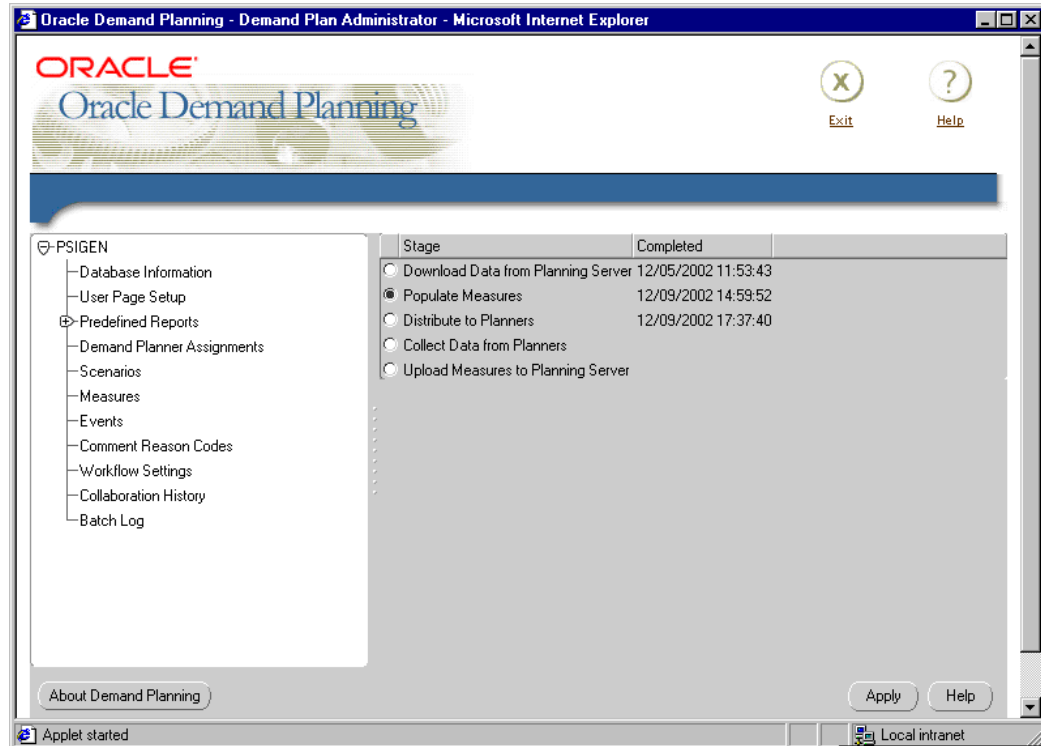 Oracle Demand Planning - Demand Plan Administrator - Microsoft Internet Explorer
ORACLE'
Oracle Demand Planning
X
Exit
?
Help
PSIGEN
Database Information
User Page Setup
Predefined Reports
Demand Planner Assignments
Scenarios
Measures
Events
Comment Reason Codes
Workflow Settings
Collaboration History
Batch Log
Stage Completed
Download Data from Planning Server 12/05/2002 11:53:43
Populate Measures 12/09/2002 14:59:52
Distribute to Planners 12/09/2002 17:37:40
Collect Data from Planners
Upload Measures to Planning Server
About Demand Planning
Apply
Help
Applet started
Local intranet